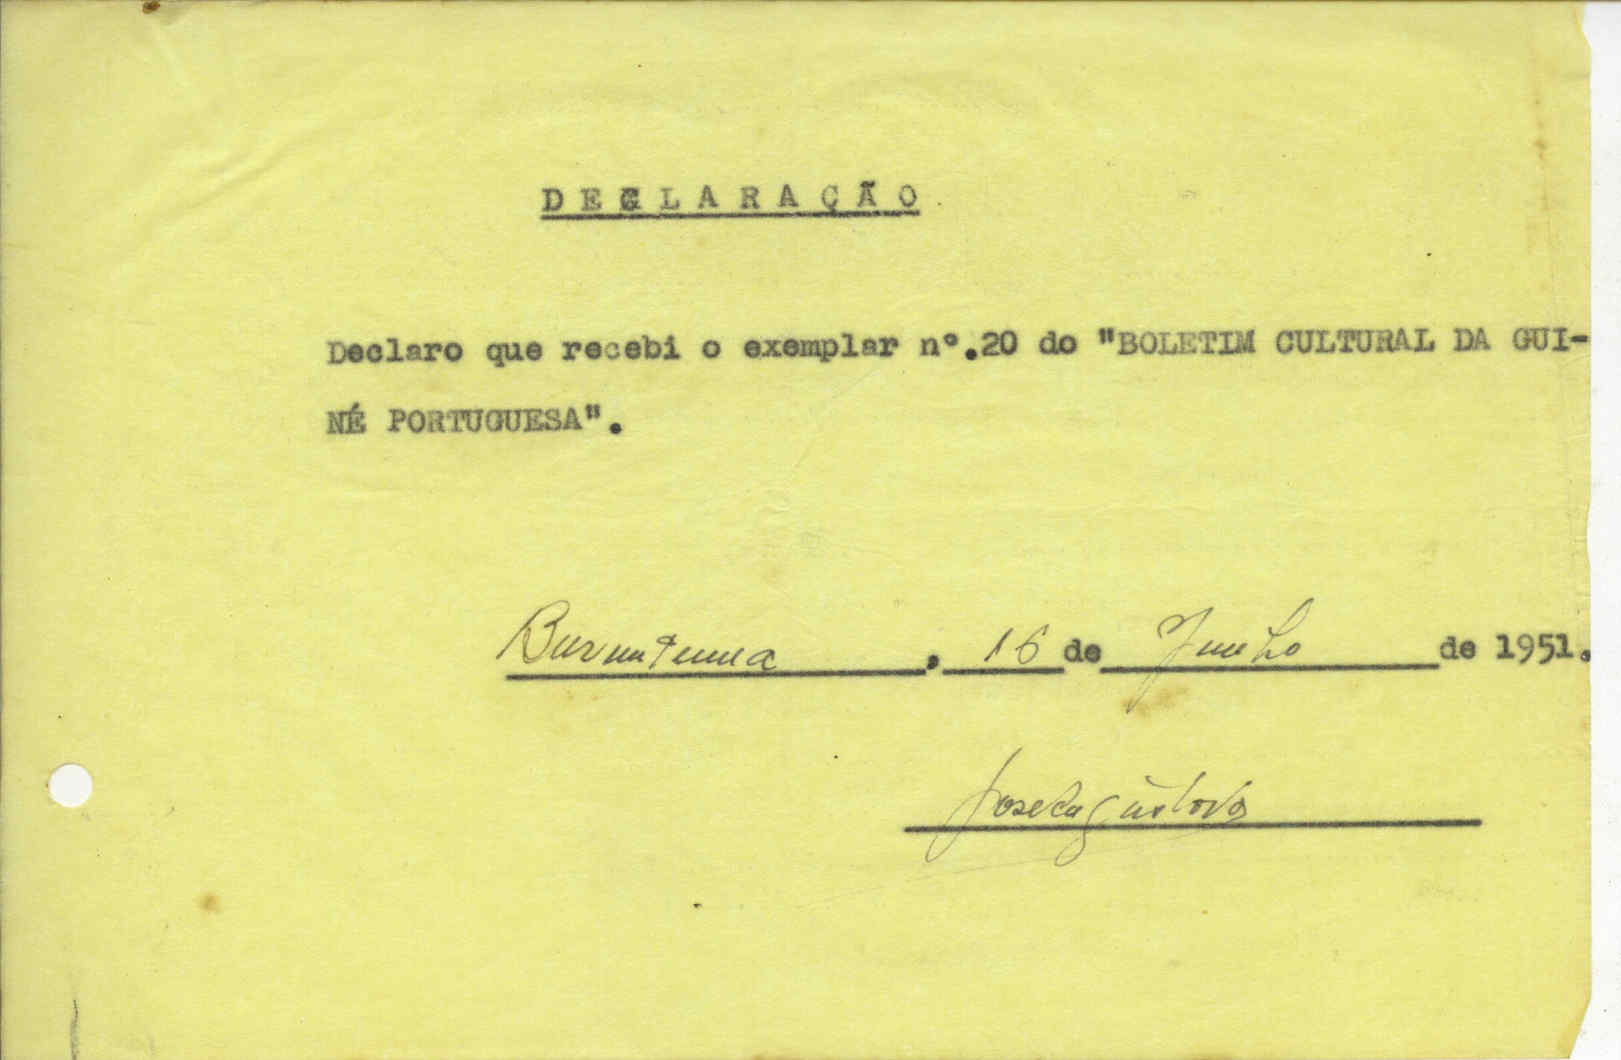 DECLARAÇÃO
Declaro que recebi o exemplar nº.20 do "BOLETIM CULTURAL DA GUI-
NÉ PORTUGUESA".
Buruntuma, 16 de Junho de 1951.